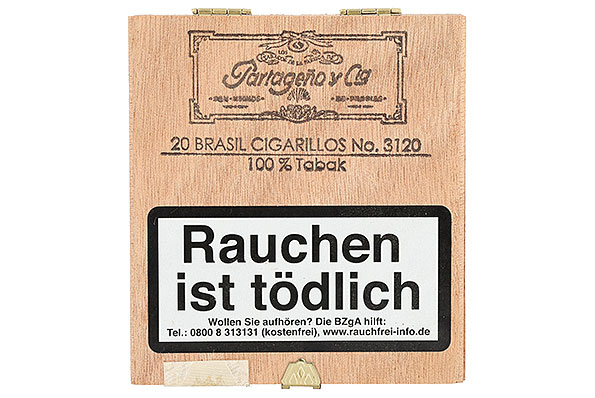 Partageño y Cia
20 BRASIL CIGARILLOS No. 3120
100 % Tabak
Rauchen
ist tödlich
Wollen Sie aufhören? Die BZgA hilft:
Tel.: 0800 8 313131 (kostenfrei), www.rauchfrei-info.de